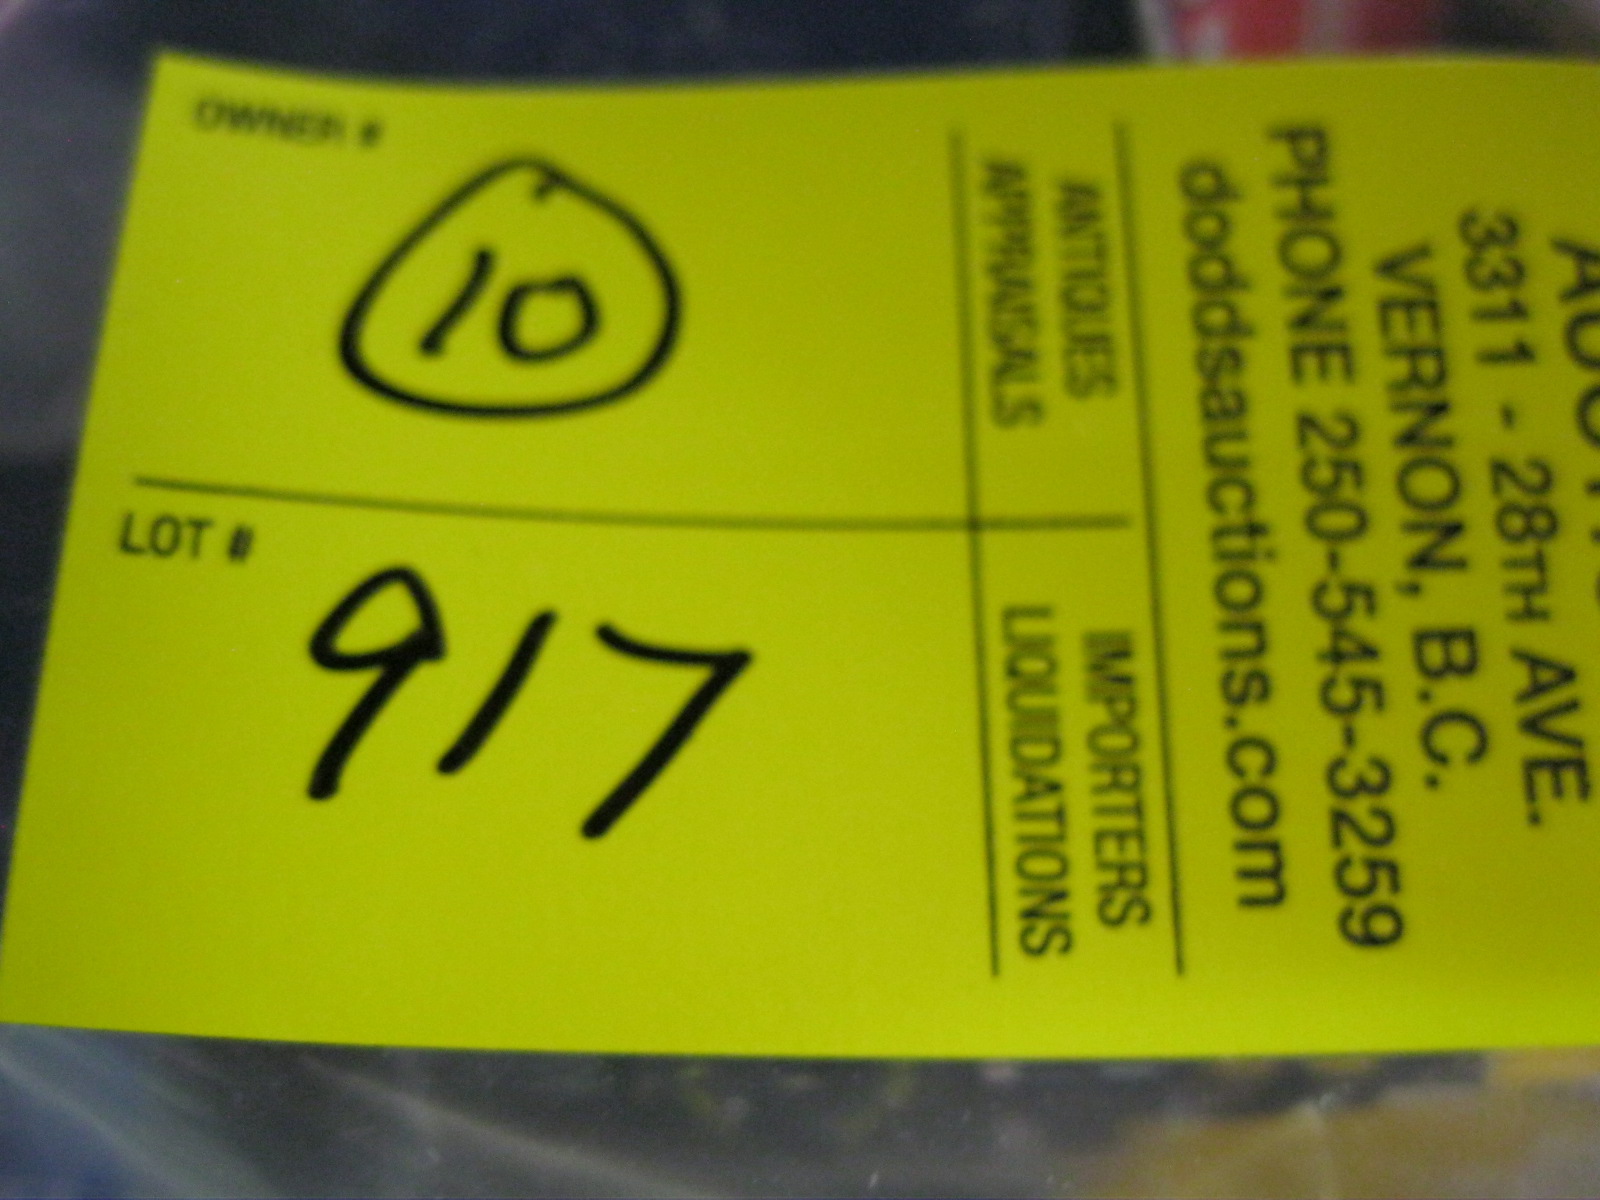 OWNER #
10
LOT #
917
3311 - 28TH AVE.
VERNON, B.C.
PHONE 250-545-3259
doddsauctions.com
ANTIQUES IMPORTERS
APPRAISALS LIQUIDATIONS